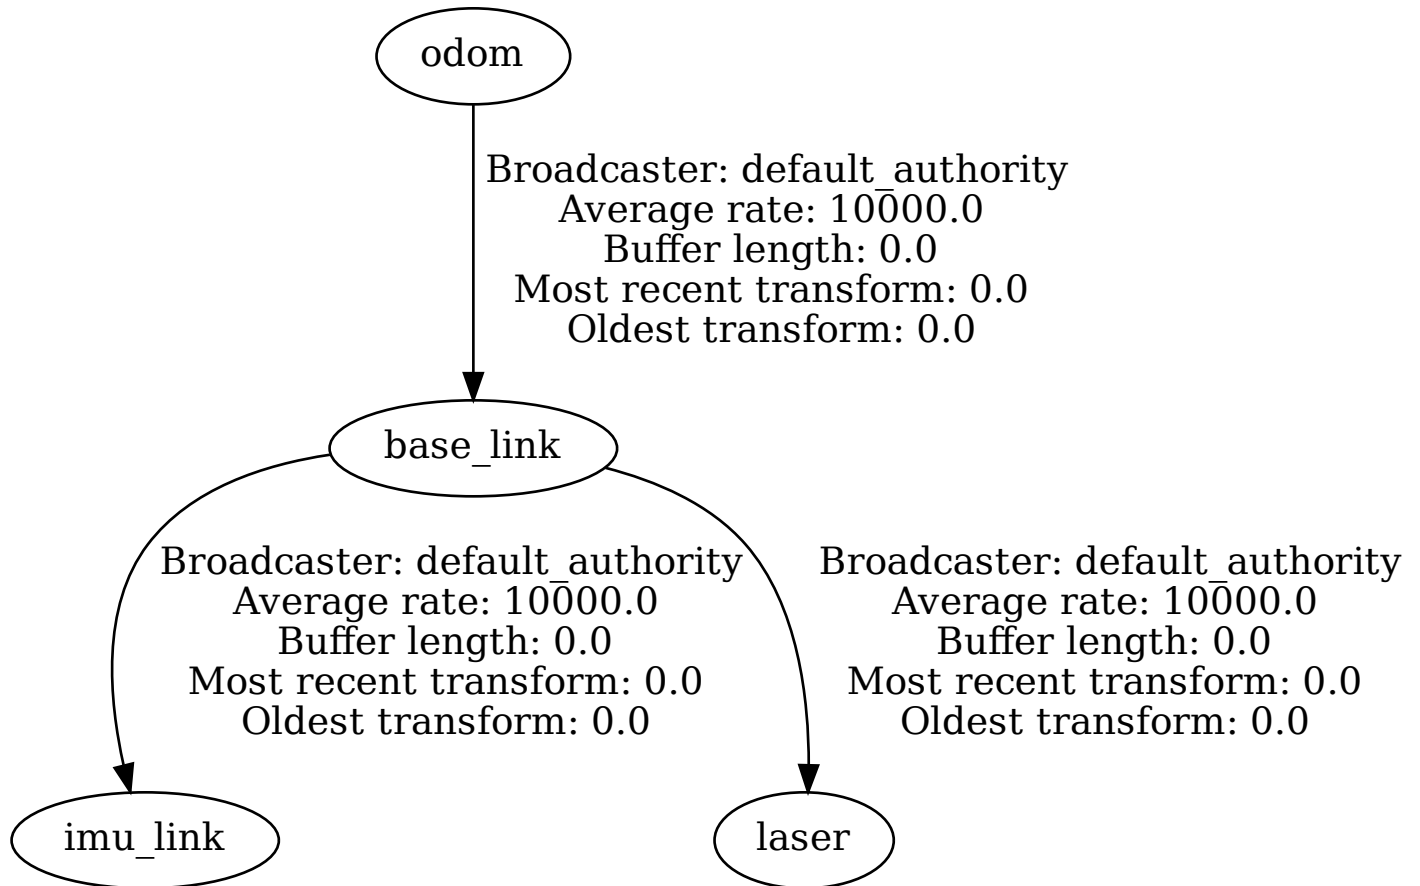 odom
Broadcaster: default_authority
Average rate: 10000.0
Buffer length: 0.0
Most recent transform: 0.0
Oldest transform: 0.0
base_link
Broadcaster: default_authority
Average rate: 10000.0
Buffer length: 0.0
Most recent transform: 0.0
Oldest transform: 0.0
Broadcaster: default_authority
Average rate: 10000.0
Buffer length: 0.0
Most recent transform: 0.0
Oldest transform: 0.0
imu_link
laser